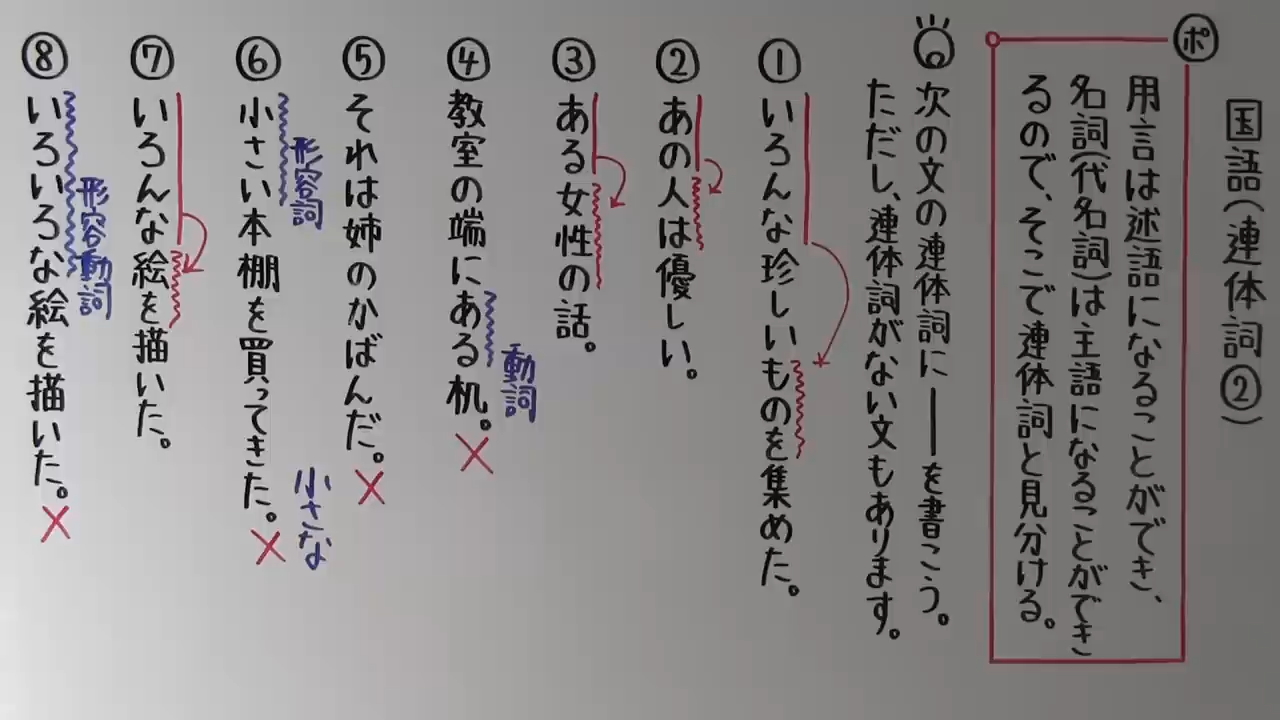 国語(連体詞②)
ポ
用言は述語になることができ、
名詞(代名詞)は主語になることができ
るので、そこで連体詞と見分ける。
次の文の連体詞に──を書こう。
ただし、連体詞がない文もあります。
①いろんな珍しいものを集めた。
②あの人は優しい。
③ある女性の話。
④教室の端にある机。×
動詞
⑤それは姉のかばんだ。×
⑥小さい本棚を買ってきた。×
形容詞
小さな
⑦いろんな絵を描いた。
⑧いろいろな絵を描いた。×
形容動詞